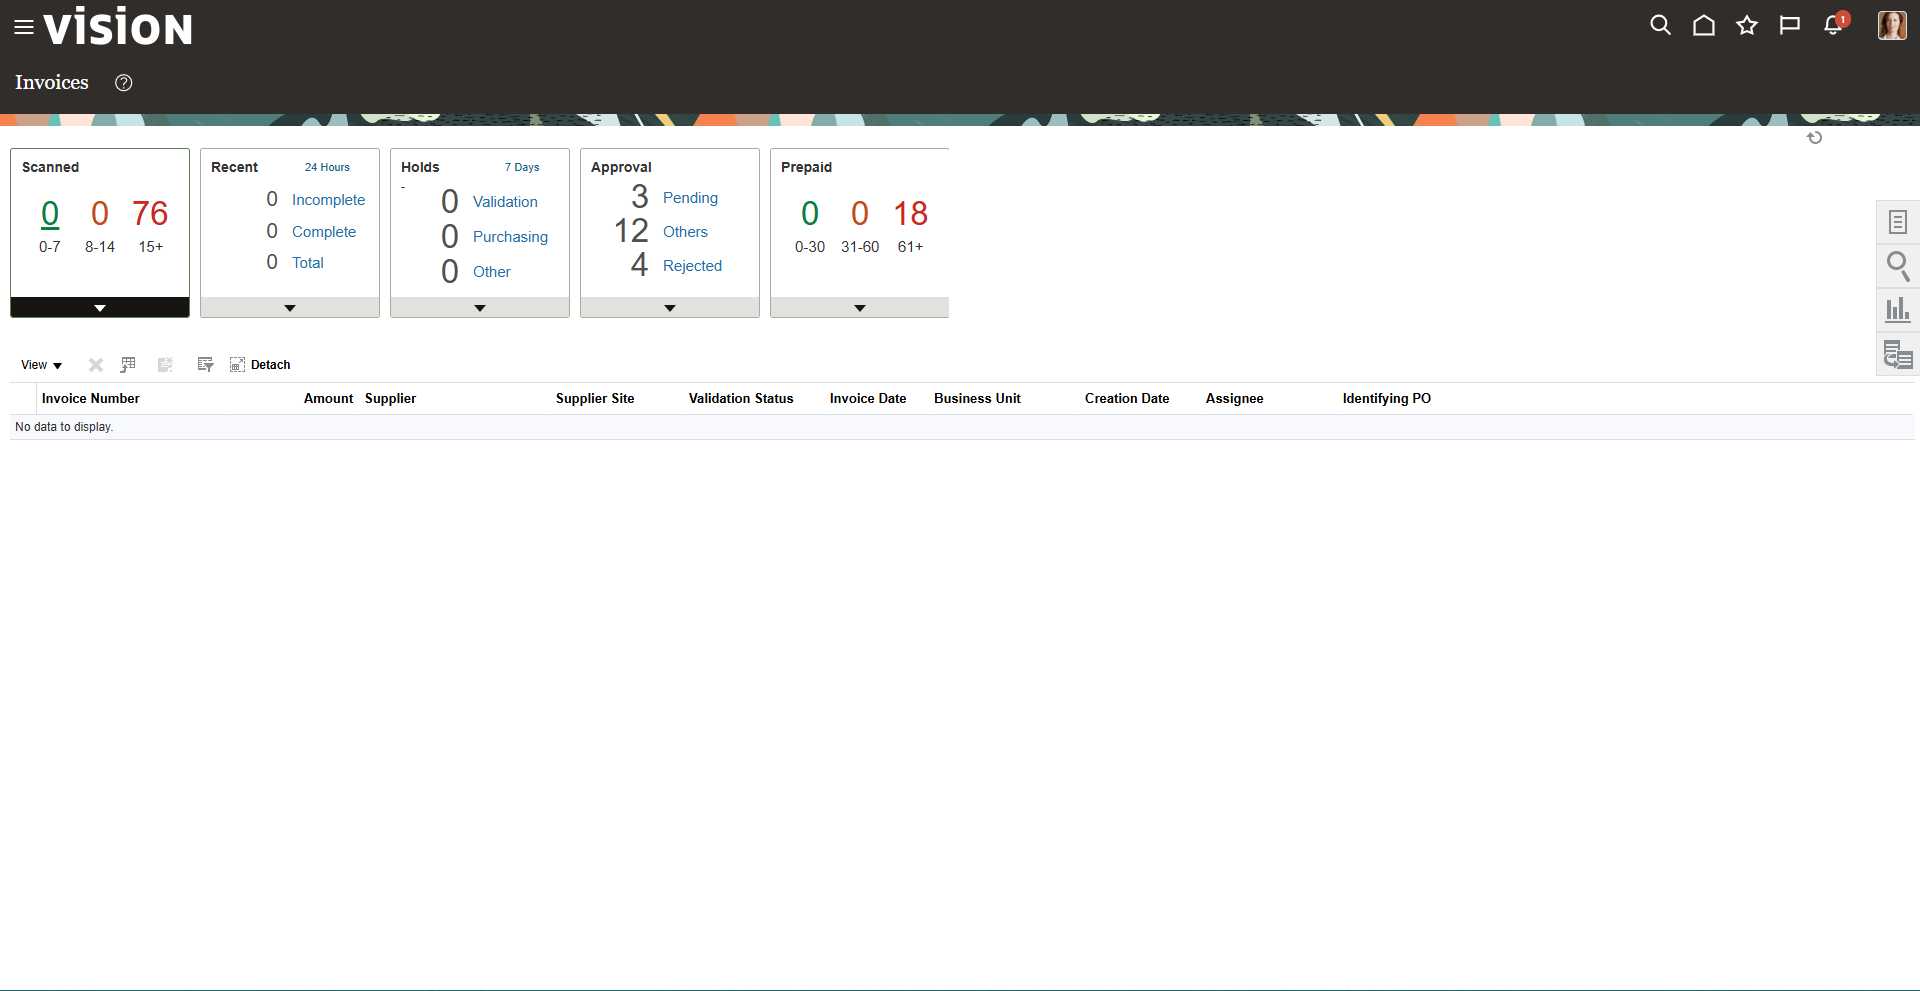 VISION
1
Invoices
Scanned
0 0 76
0-7 8-14 15+
Recent 24 Hours
0 Incomplete
0 Complete
0 Total
Holds 7 Days
-
0 Validation
0 Purchasing
0 Other
Approval
3 Pending
12 Others
4 Rejected
Prepaid
0 0 18
0-30 31-60 61+
View Detach
Invoice Number Amount Supplier Supplier Site Validation Status Invoice Date Business Unit Creation Date Assignee Identifying PO
No data to display.